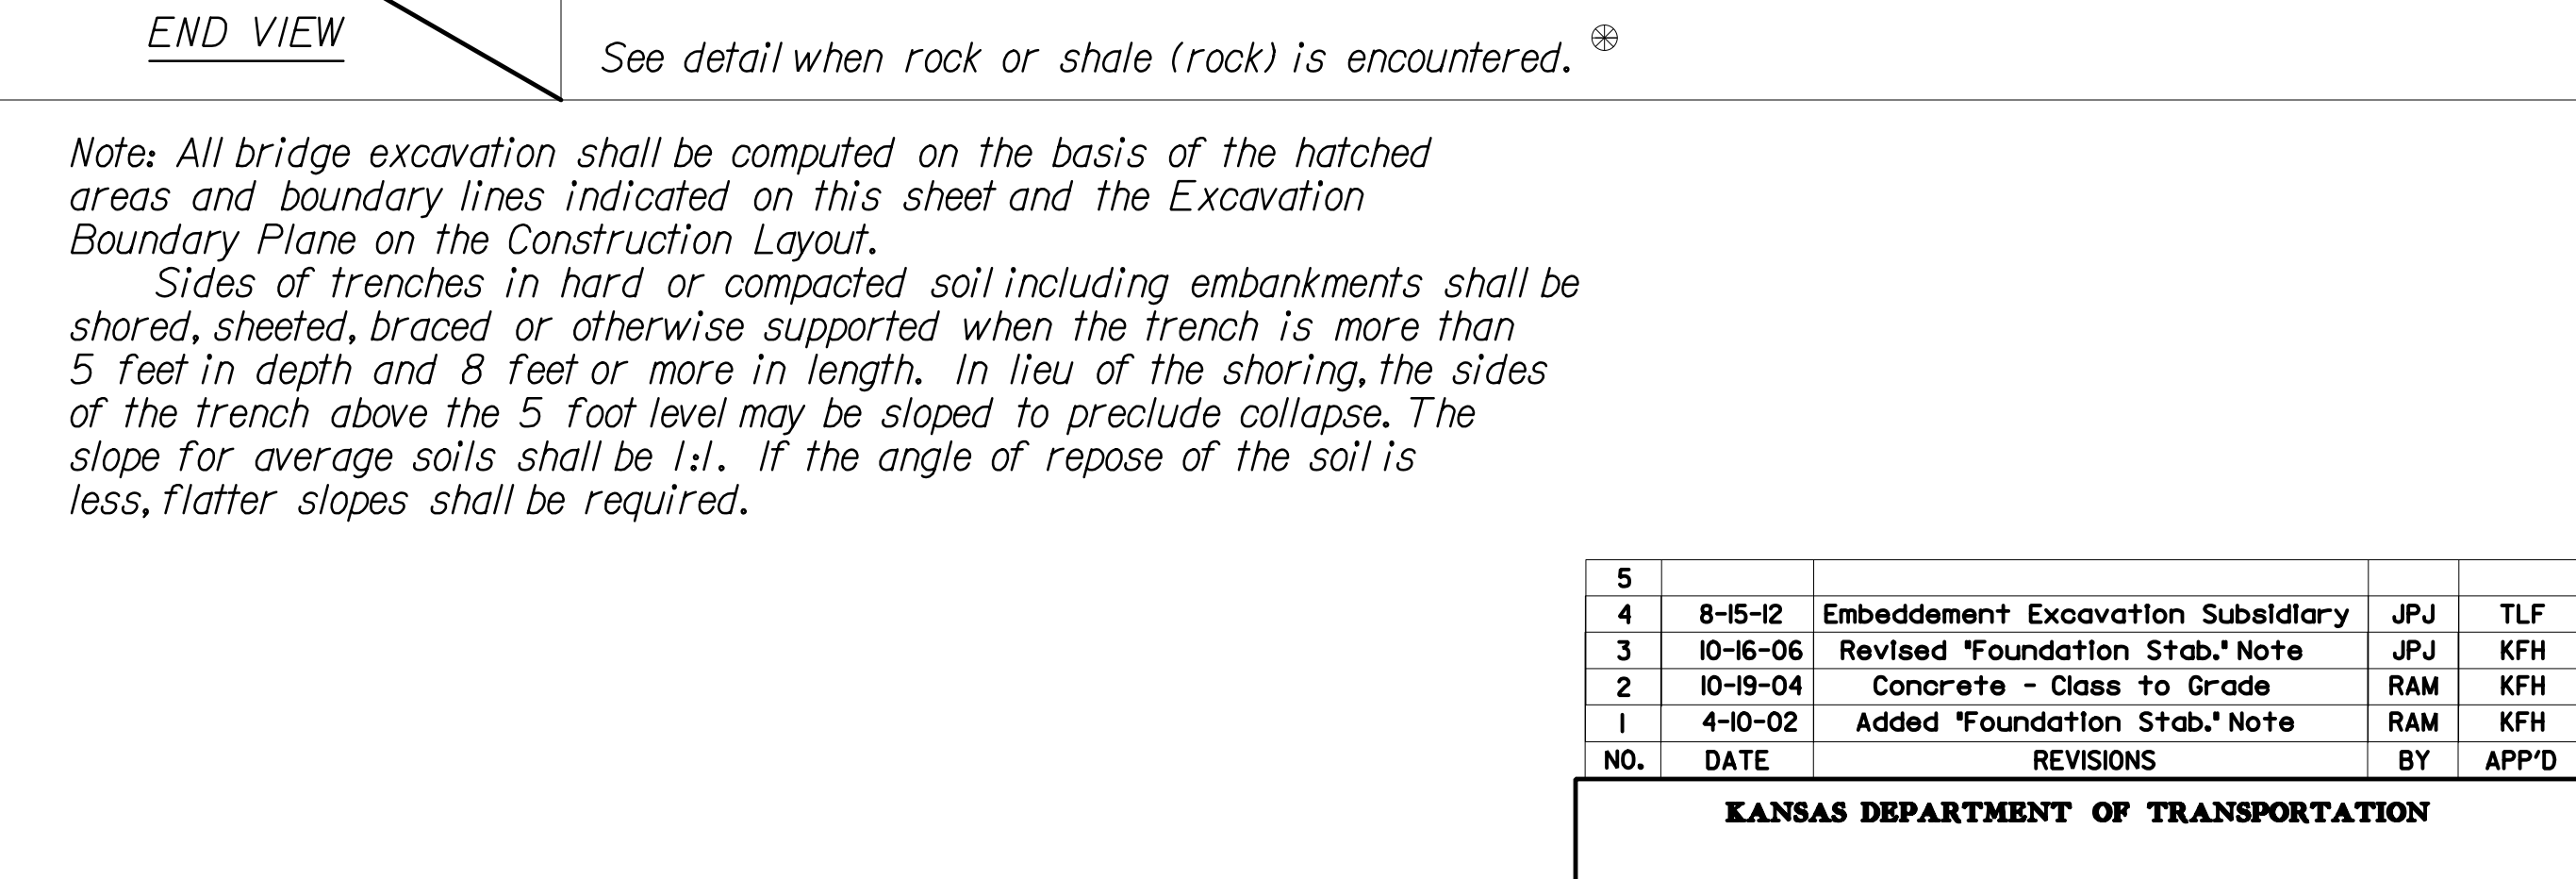 END VIEW
See detail when rock or shale (rock) is encountered.
Note: All bridge excavation shall be computed on the basis of the hatched
areas and boundary lines indicated on this sheet and the Excavation
Boundary Plane on the Construction Layout.
Sides of trenches in hard or compacted soil including embankments shall be
shored, sheeted, braced or otherwise supported when the trench is more than
5 feet in depth and 8 feet or more in length. In lieu of the shoring, the sides
of the trench above the 5 foot level may be sloped to preclude collapse. The
slope for average soils shall be 1:1. If the angle of repose of the soil is
less, flatter slopes shall be required.
5
4 8-15-12 Embeddement Excavation Subsidiary JPJ TLF
3 10-16-06 Revised "Foundation Stab." Note JPJ KFH
2 10-19-04 Concrete - Class to Grade RAM KFH
1 4-10-02 Added "Foundation Stab." Note RAM KFH
NO. DATE REVISIONS BY APP'D
KANSAS DEPARTMENT OF TRANSPORTATION